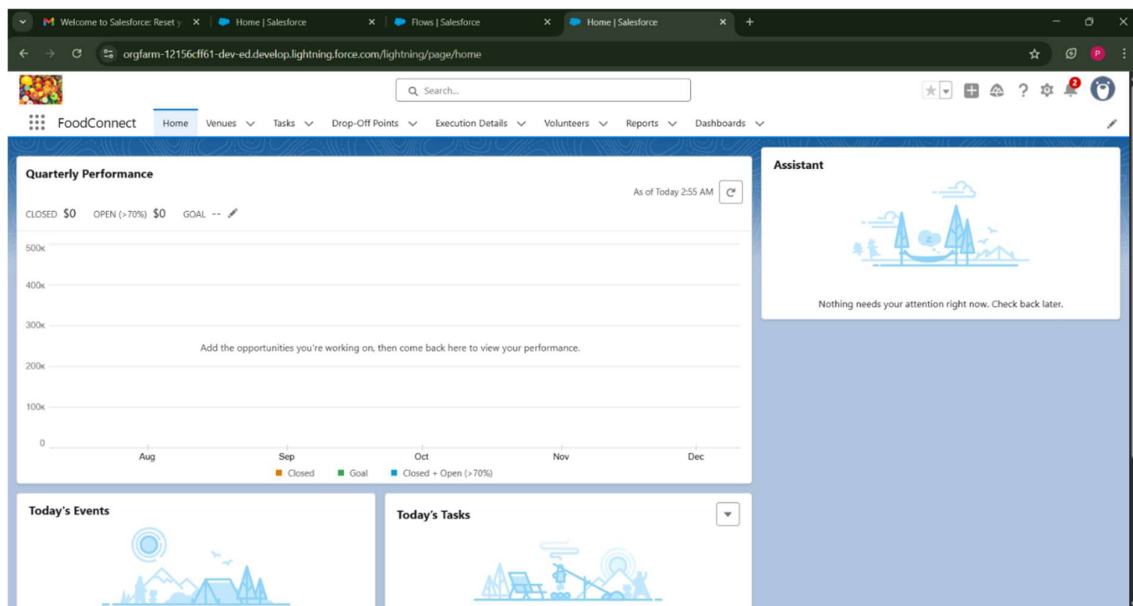 Welcome to Salesforce: Reset y
Home | Salesforce
Flows | Salesforce
Home | Salesforce
orgfarm-12156cff61-dev-ed.develop.lightning.force.com/lightning/page/home
P
Search...
2
FoodConnect
Home
Venues
Tasks
Drop-Off Points
Execution Details
Volunteers
Reports
Dashboards
Quarterly Performance
As of Today 2:55 AM
CLOSED $0 OPEN (>70%) $0 GOAL --
500K
400K
300K
200K
100K
0
Add the opportunities you're working on, then come back here to view your performance.
Aug Sep Oct Nov Dec
Closed Goal Closed + Open (>70%)
Assistant
Nothing needs your attention right now. Check back later.
Today's Events
Today's Tasks